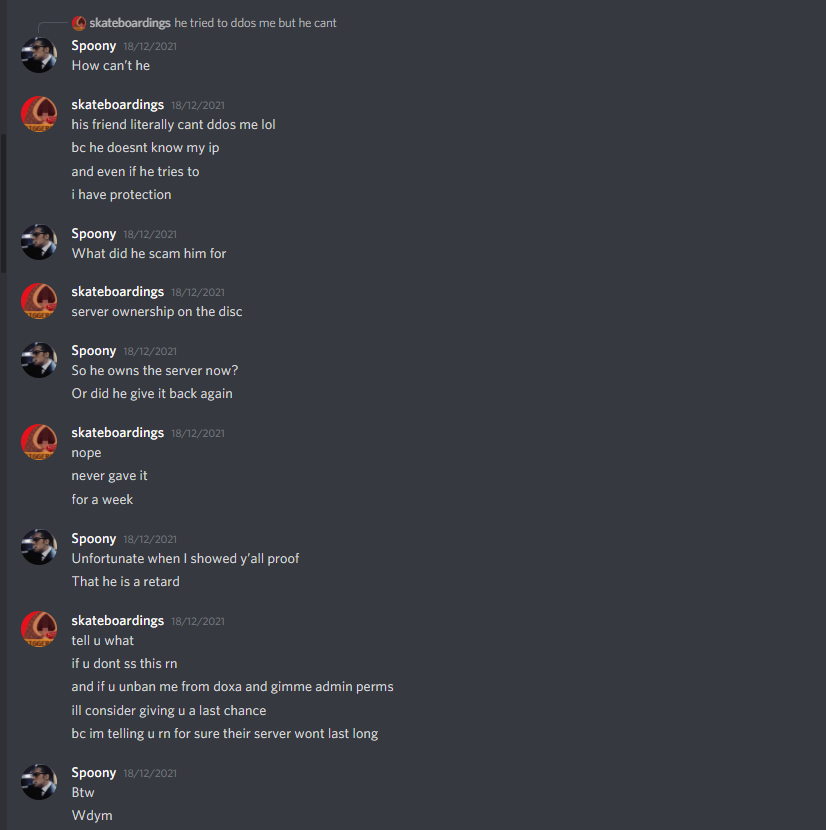 skateboardings he tried to ddos me but he cant
Spoony 18/12/2021
How can't he
skateboardings 18/12/2021
his friend literally cant ddos me lol
bc he doesnt know my ip
and even if he tries to
i have protection
Spoony 18/12/2021
What did he scam him for
skateboardings 18/12/2021
server ownership on the disc
Spoony 18/12/2021
So he owns the server now?
Or did he give it back again
skateboardings 18/12/2021
nope
never gave it
for a week
Spoony 18/12/2021
Unfortunate when I showed y'all proof
That he is a retard
skateboardings 18/12/2021
tell u what
if u dont ss this rn
and if u unban me from doxa and gimme admin perms
ill consider giving u a last chance
bc im telling u rn for sure their server wont last long
Spoony 18/12/2021
Btw
Wdym